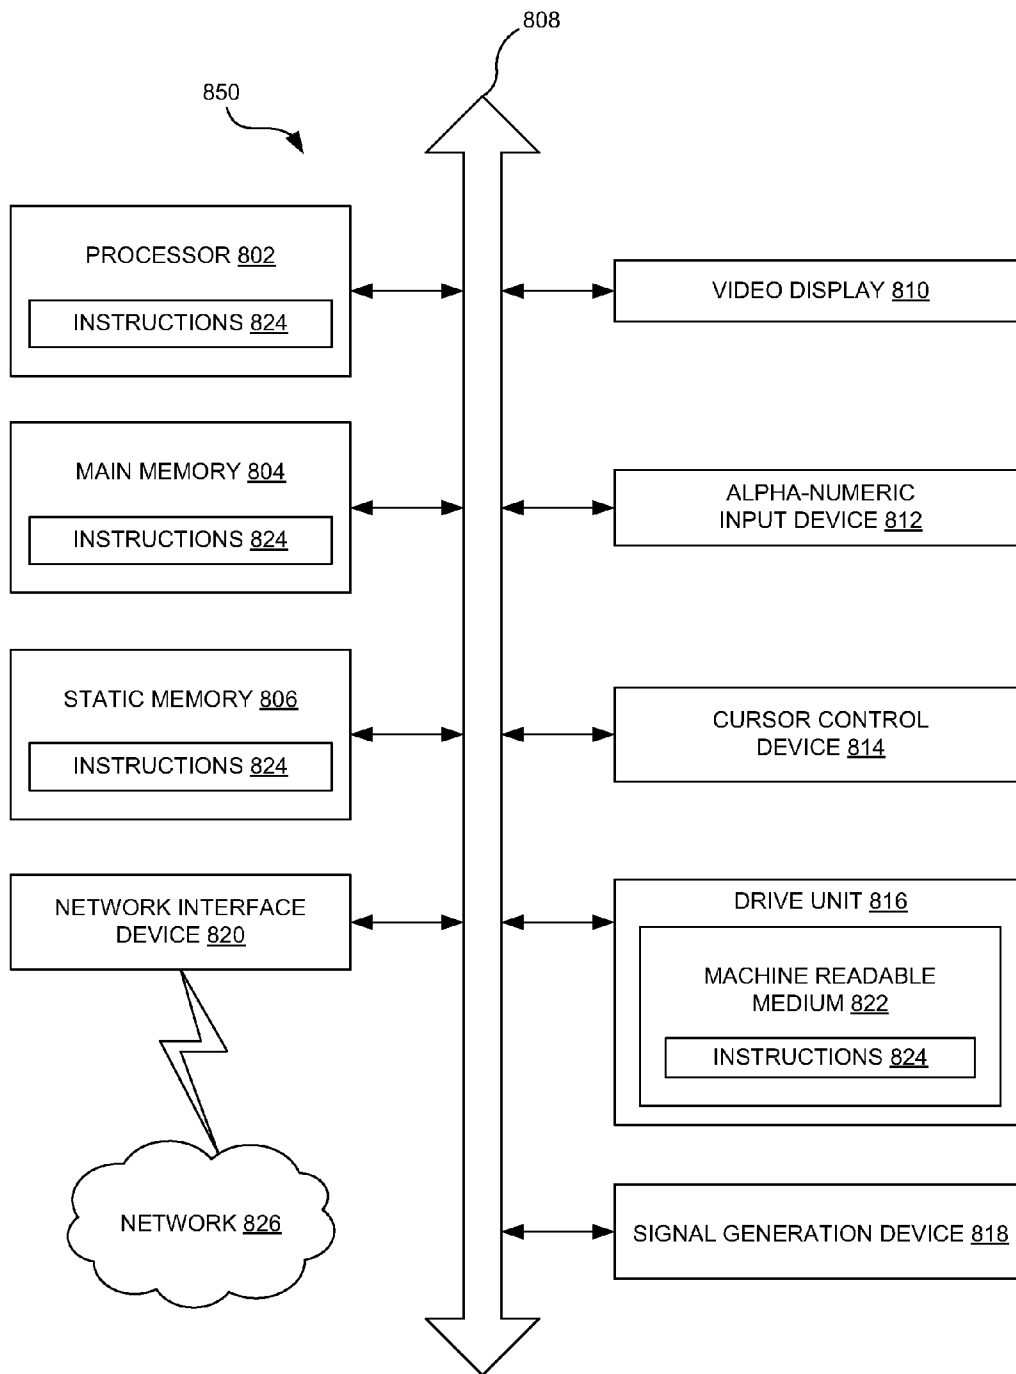 808
850
PROCESSOR 802
INSTRUCTIONS 824
MAIN MEMORY 804
INSTRUCTIONS 824
STATIC MEMORY 806
INSTRUCTIONS 824
NETWORK INTERFACE
DEVICE 820
NETWORK 826
VIDEO DISPLAY 810
ALPHA-NUMERIC
INPUT DEVICE 812
CURSOR CONTROL
DEVICE 814
DRIVE UNIT 816
MACHINE READABLE
MEDIUM 822
INSTRUCTIONS 824
SIGNAL GENERATION DEVICE 818